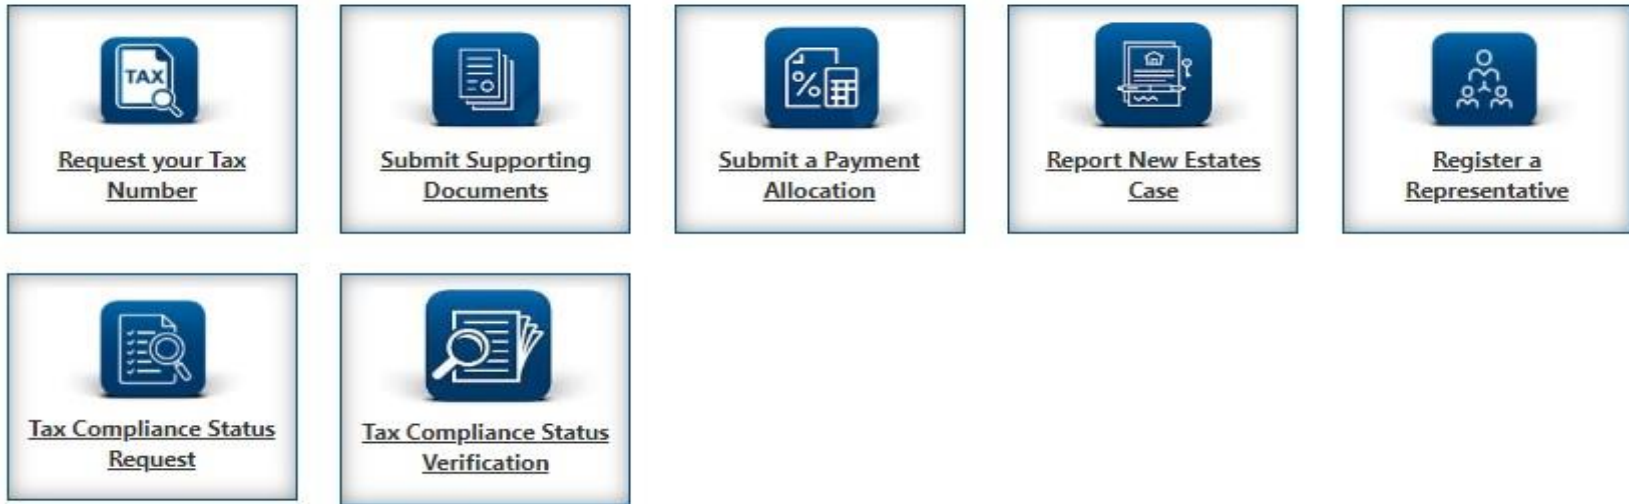 TAX
Request your Tax
Number
Submit Supporting
Documents
%
Submit a Payment
Allocation
Report New Estates
Case
Register a
Representative
Tax Compliance Status
Request
Tax Compliance Status
Verification